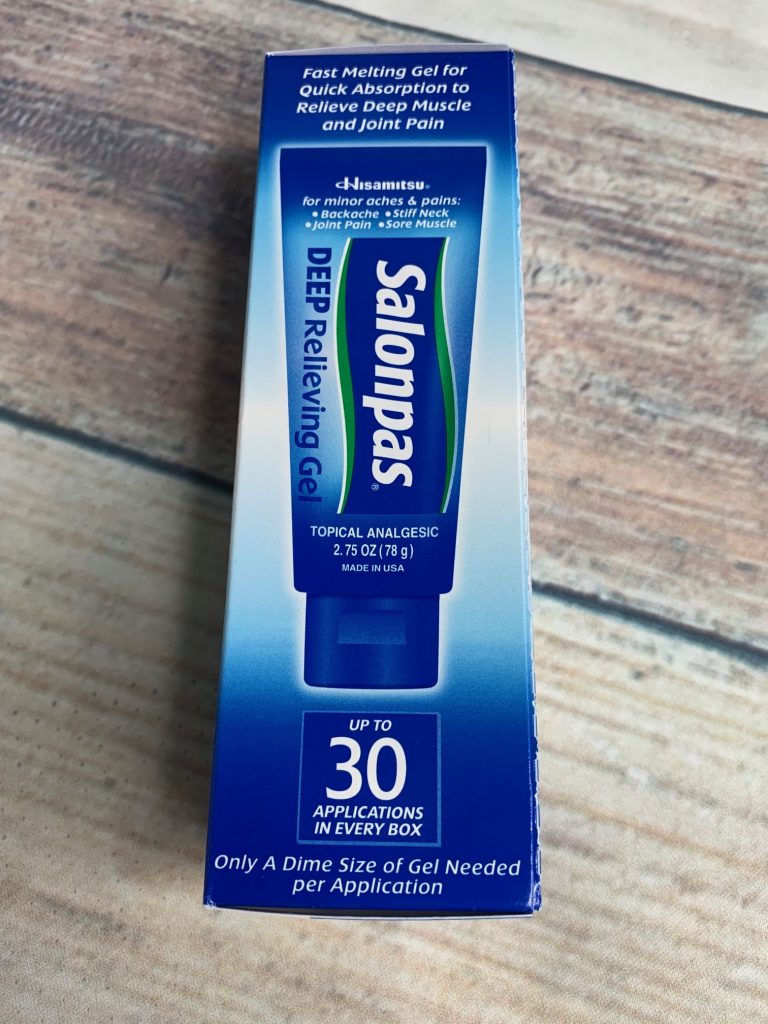 Fast Melting Gel for
Quick Absorption to
Relieve Deep Muscle
and Joint Pain
Hisamitsu®
for minor aches & pains:
• Backache • Stiff Neck
• Joint Pain • Sore Muscle
Salonpas®
DEEP Relieving Gel
TOPICAL ANALGESIC
2.75 OZ (78 g)
MADE IN USA
UP TO
30
APPLICATIONS
IN EVERY BOX
Only A Dime Size of Gel Needed
per Application